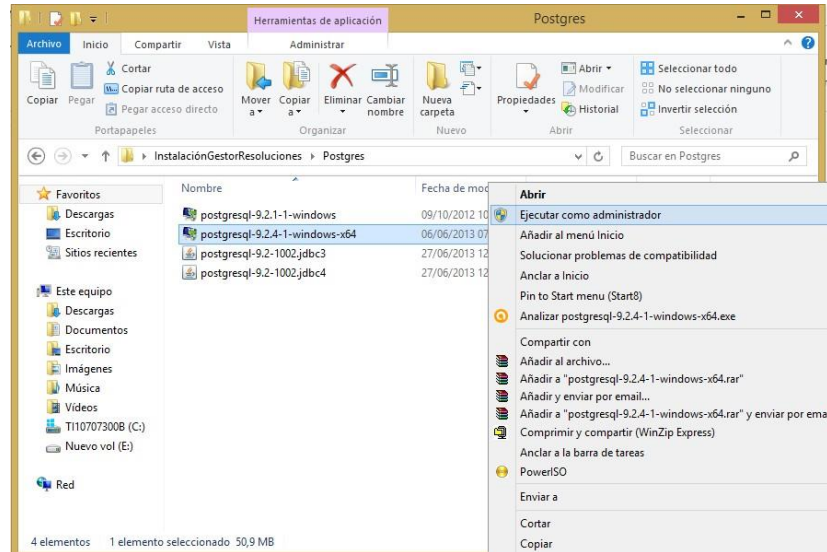 Herramientas de aplicación
Postgres
Archivo Inicio Compartir Vista Administrar
Copiar
Pegar
Cortar
Copiar ruta de acceso
Pegar acceso directo
Portapapeles
Mover a
Copiar a
Eliminar
Cambiar nombre
Organizar
Nueva carpeta
Nuevo
Propiedades
Abrir
Modificar
Historial
Abrir
Seleccionar todo
No seleccionar ninguno
Invertir selección
Seleccionar
InstalaciónGestorResoluciones Postgres
Buscar en Postgres
Favoritos
Descargas
Escritorio
Sitios recientes
Este equipo
Descargas
Documentos
Escritorio
Imágenes
Música
Vídeos
TI10707300B (C:)
Nuevo vol (E:)
Red
Nombre Fecha de mod
postgresql-9.2.1-1-windows 09/10/2012 10
postgresql-9.2.4-1-windows-x64 06/06/2013 07
postgresql-9.2-1002.jdbc3 27/06/2013 12
postgresql-9.2-1002.jdbc4 27/06/2013 12
Abrir
Ejecutar como administrador
Añadir al menú Inicio
Solucionar problemas de compatibilidad
Anclar a Inicio
Pin to Start menu (Start8)
Analizar postgresql-9.2.4-1-windows-x64.exe
Compartir con
Añadir al archivo...
Añadir a "postgresql-9.2.4-1-windows-x64.rar"
Añadir y enviar por email...
Añadir a "postgresql-9.2.4-1-windows-x64.rar" y enviar por ema
Comprimir y compartir (WinZip Express)
Anclar a la barra de tareas
PowerISO
Enviar a
Cortar
Copiar
4 elementos 1 elemento seleccionado 50,9 MB